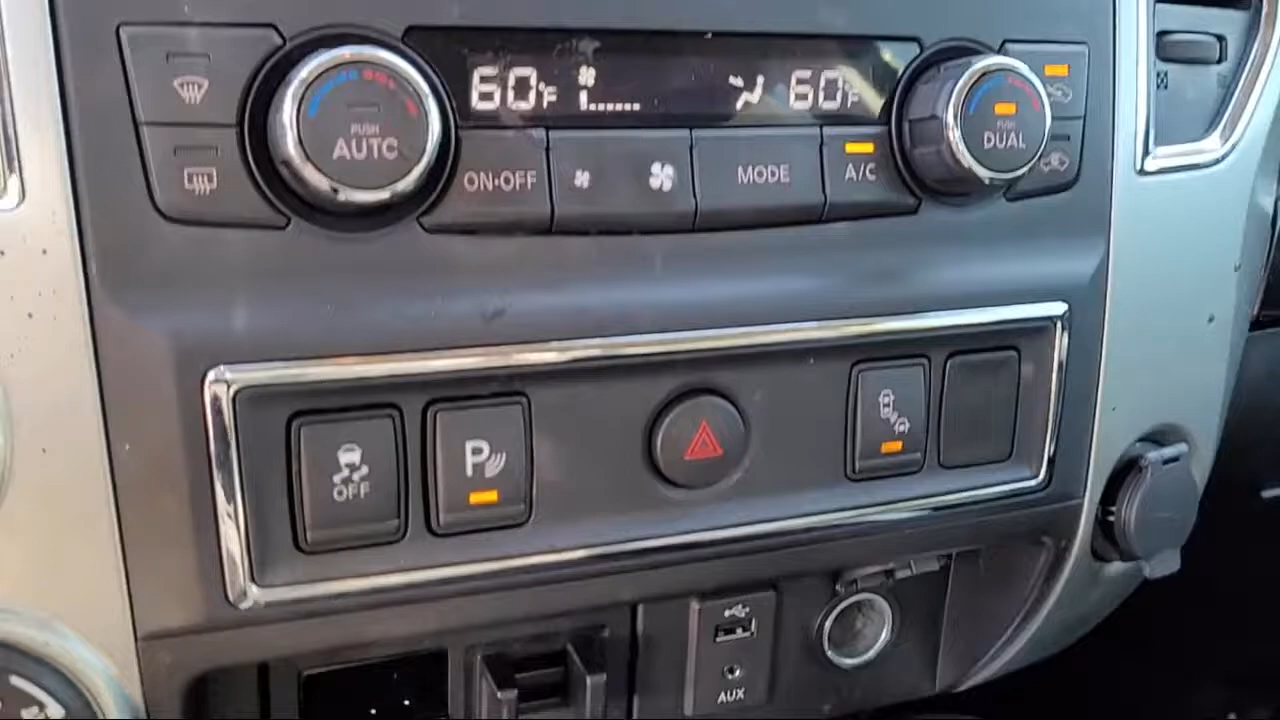 60°F
60°F
PUSH
AUTO
PUSH
DUAL
ON·OFF
MODE
A/C
OFF
P
AUX